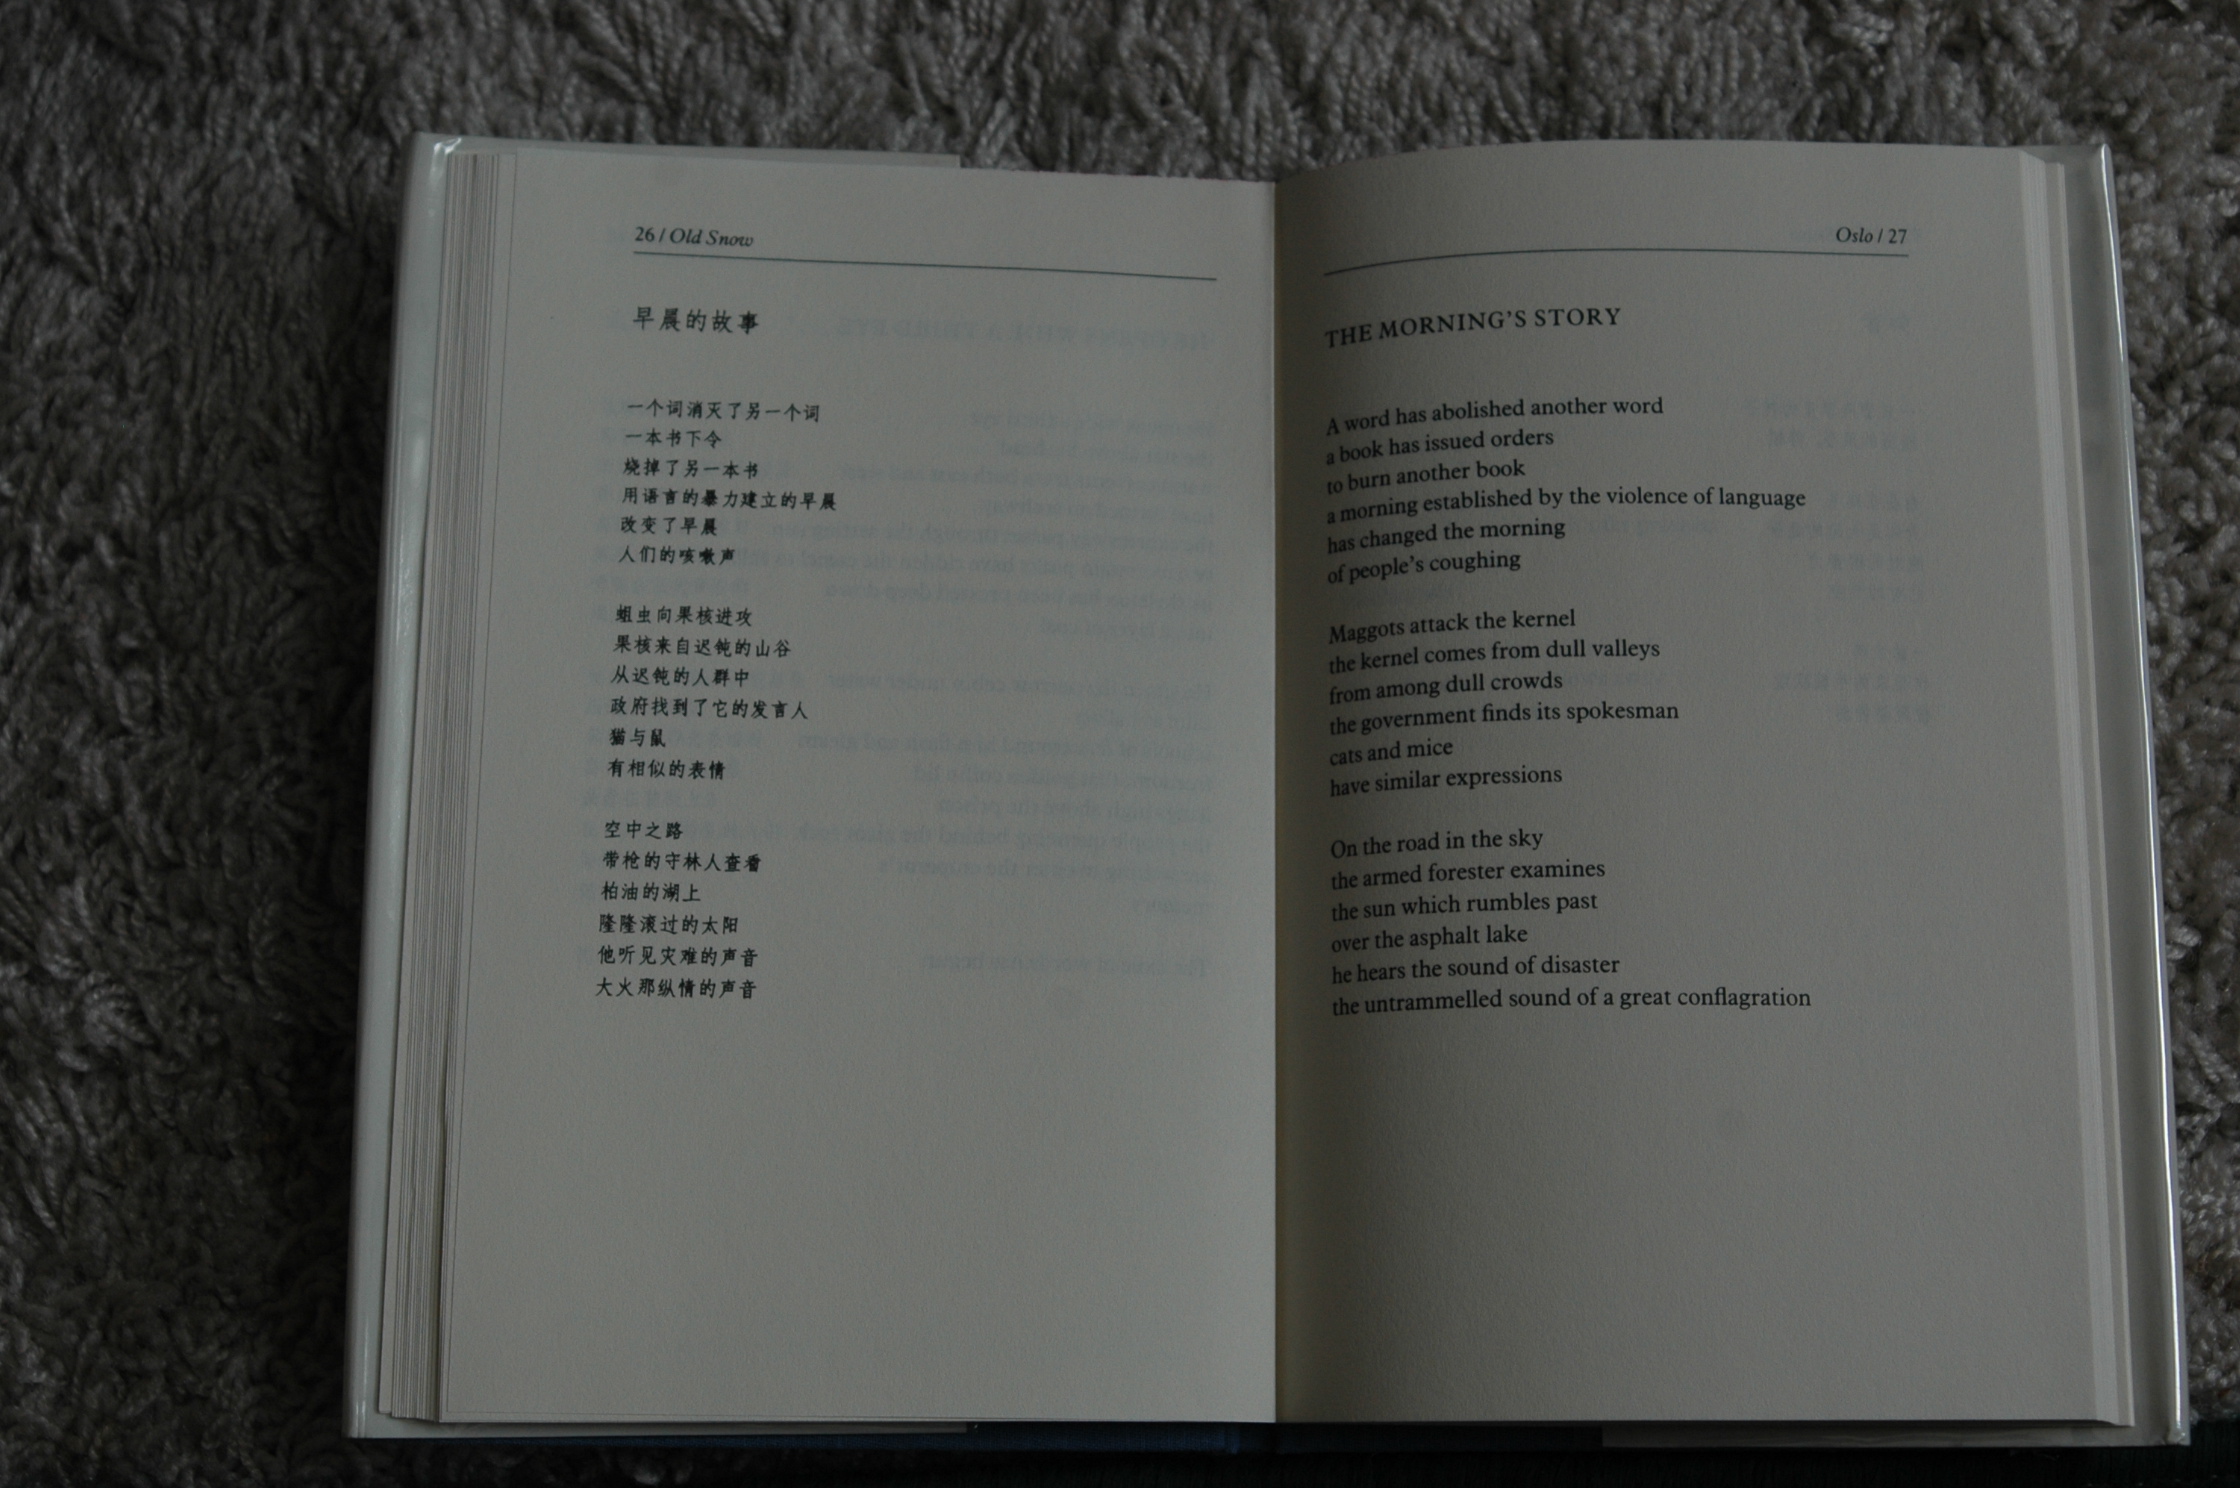 26 / Old Snow
早晨的故事
一个词消灭了另一个词
一本书下令
烧掉了另一本书
用语言的暴力建立的早晨
改变了早晨
人们的咳嗽声
蛆虫向果核进攻
果核来自迟钝的山谷
从迟钝的人群中
政府找到了它的发言人
猫与鼠
有相似的表情
空中之路
带枪的守林人查看
柏油的湖上
隆隆滚过的太阳
他听见灾难的声音
大火那纵情的声音
Oslo / 27
THE MORNING'S STORY
A word has abolished another word
a book has issued orders
to burn another book
a morning established by the violence of language
has changed the morning
of people's coughing
Maggots attack the kernel
the kernel comes from dull valleys
from among dull crowds
the government finds its spokesman
cats and mice
have similar expressions
On the road in the sky
the armed forester examines
the sun which rumbles past
over the asphalt lake
he hears the sound of disaster
the untrammelled sound of a great conflagration